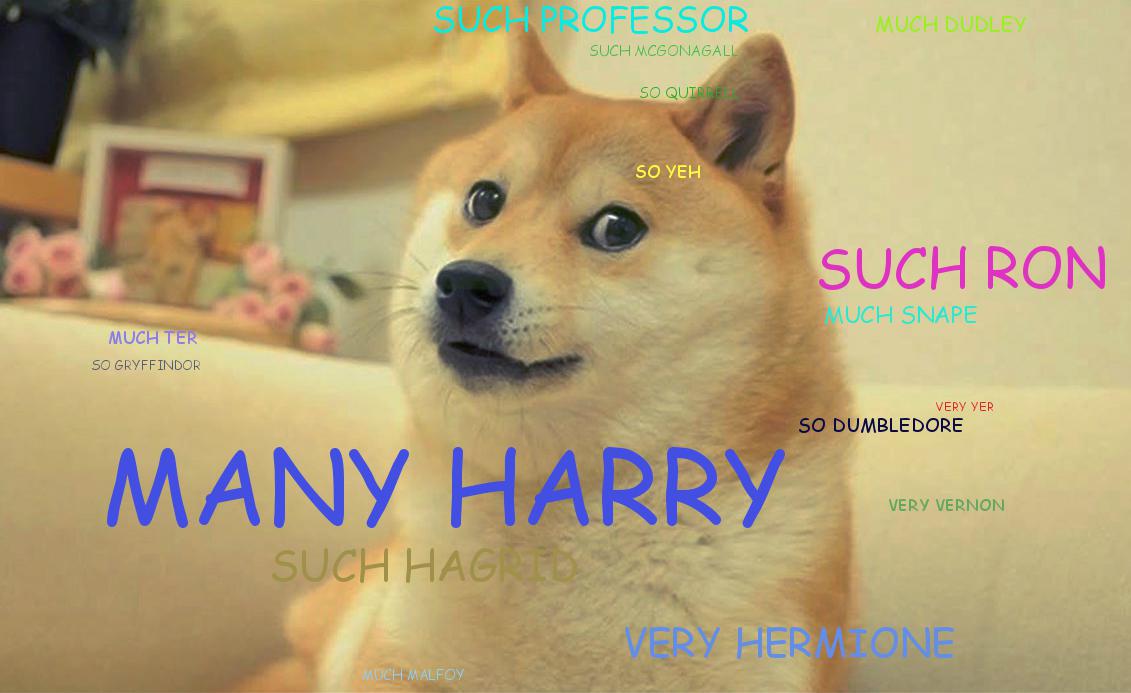 SUCH PROFESSOR
MUCH DUDLEY
SUCH MCGONAGALL
SO QUIRRELL
SO YEH
SUCH RON
MUCH SNAPE
MUCH TER
SO GRYFFINDOR
VERY YER
SO DUMBLEDORE
MANY HARRY
VERY VERNON
SUCH HAGRID
VERY HERMIONE
MUCH MALFOY